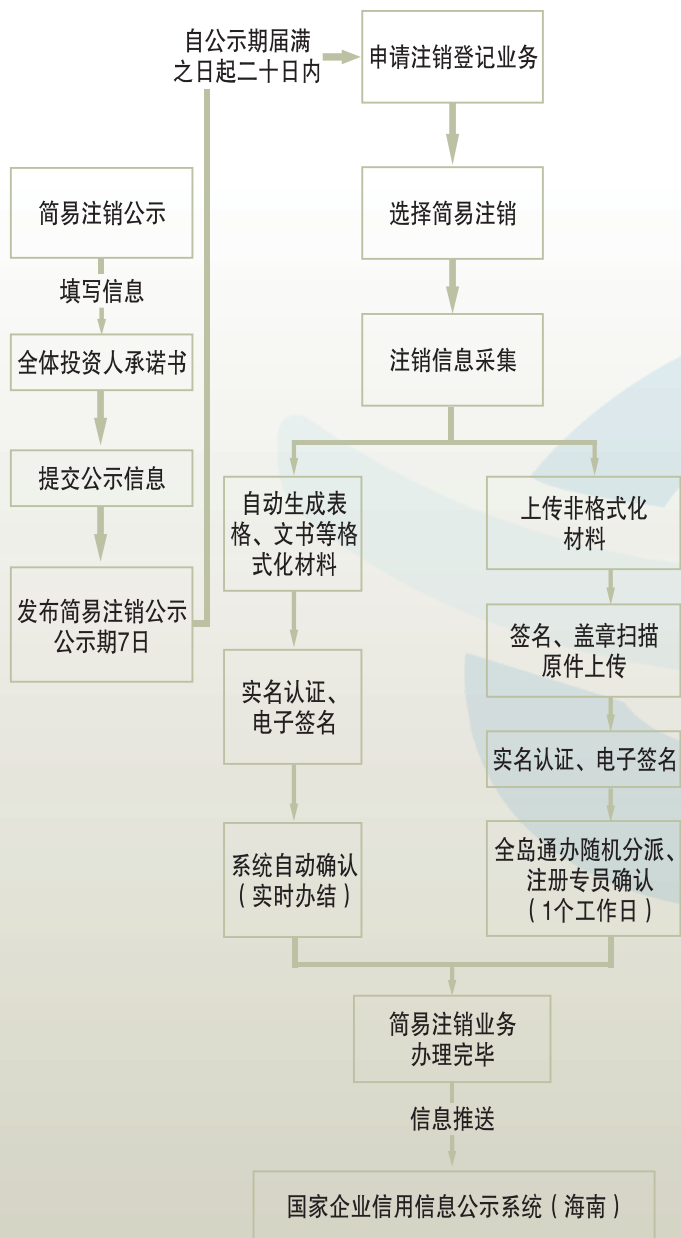 简易注销公示
填写信息
全体投资人承诺书
提交公示信息
发布简易注销公示
公示期7日
自公示期届满
之日起二十日内
申请注销登记业务
选择简易注销
注销信息采集
自动生成表
格、文书等格
式化材料
实名认证、
电子签名
系统自动确认
（实时办结）
上传非格式化
材料
签名、盖章扫描
原件上传
实名认证、电子签名
全岛通办随机分派、
注册专员确认
（1个工作日）
简易注销业务
办理完毕
信息推送
国家企业信用信息公示系统（海南）